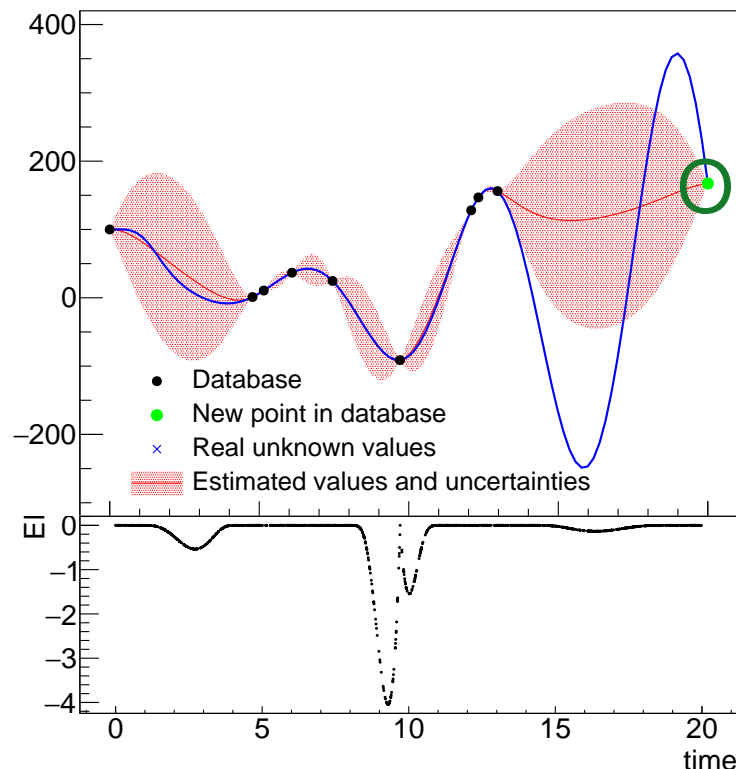 400
200
0
−200
Database
New point in database
Real unknown values
Estimated values and uncertainties
EI
0
−1
−2
−3
−4
0 5 10 15 20
time